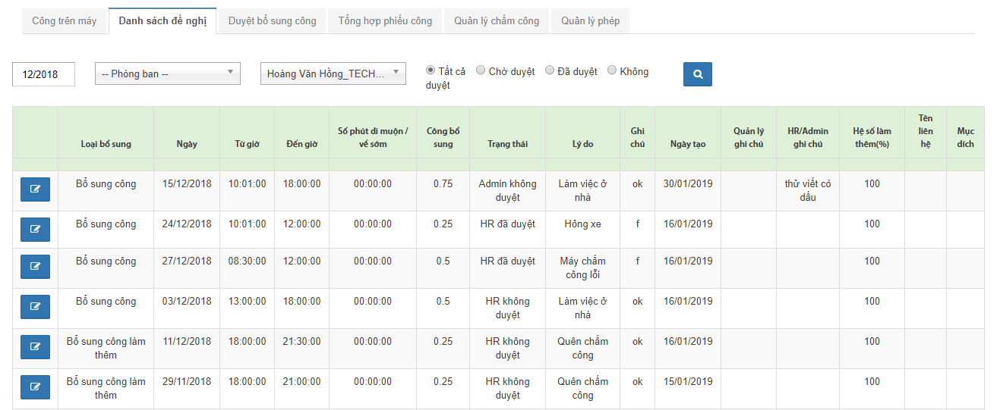 Công trên máy Danh sách đề nghị Duyệt bổ sung công Tổng hợp phiếu công Quản lý chấm công Quản lý phép
12/2018 -- Phòng ban -- Hoàng Văn Hồng_TECH... Tất cả Chờ duyệt Đã duyệt Không
duyệt
Loại bổ sung Ngày Từ giờ Đến giờ Số phút đi muộn / về sớm Công bổ sung Trạng thái Lý do Ghi chú Ngày tạo Quản lý ghi chú HR/Admin ghi chú Hệ số làm thêm(%) Tên liên hệ Mục đích
Bổ sung công 15/12/2018 10:01:00 18:00:00 00:00:00 0.75 Admin không duyệt Làm việc ở nhà ok 30/01/2019 thử viết có dấu 100
Bổ sung công 24/12/2018 10:01:00 12:00:00 00:00:00 0.25 HR đã duyệt Hỏng xe f 16/01/2019 100
Bổ sung công 27/12/2018 08:30:00 12:00:00 00:00:00 0.5 HR đã duyệt Máy chấm công lỗi f 16/01/2019 100
Bổ sung công 03/12/2018 13:00:00 18:00:00 00:00:00 0.5 HR không duyệt Làm việc ở nhà ok 16/01/2019 100
Bổ sung công làm thêm 11/12/2018 18:00:00 21:30:00 00:00:00 0.25 HR không duyệt Quên chấm công ok 16/01/2019 100
Bổ sung công làm thêm 29/11/2018 18:00:00 21:00:00 00:00:00 0.25 HR không duyệt Quên chấm công ok 15/01/2019 100